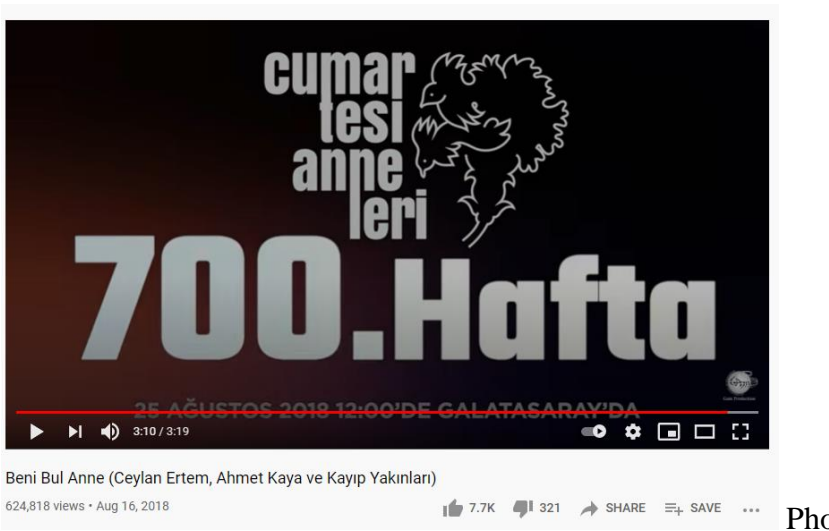 cumar
tesi
anne
leri
700.Hafta
25 AĞUSTOS 2018 12:00'DE GALATASARAY'DA
3:10 / 3:19
Beni Bul Anne (Ceylan Ertem, Ahmet Kaya ve Kayıp Yakınları)
624,818 views • Aug 16, 2018
7.7K
321
SHARE
SAVE
Pho